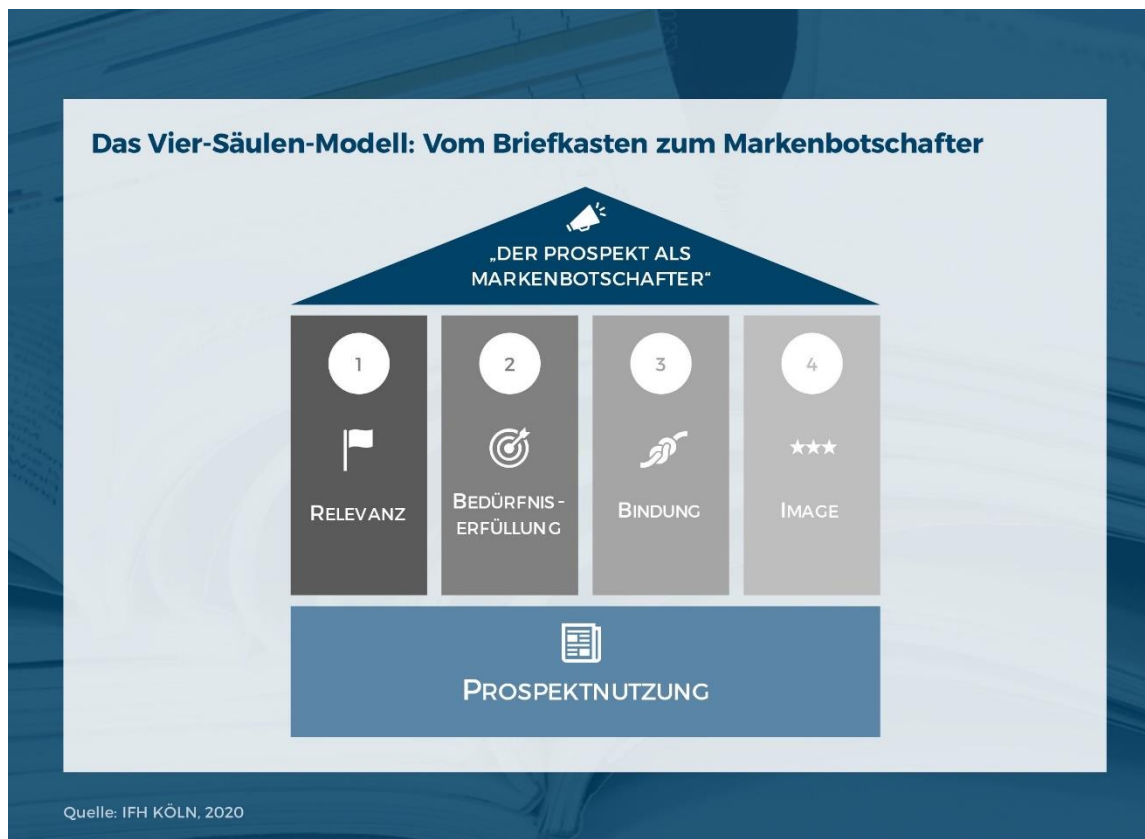 Das Vier-Säulen-Modell: Vom Briefkasten zum Markenbotschafter
„DER PROSPEKT ALS
MARKENBOTSCHAFTER“
1
2
3
4
RELEVANZ
BEDÜRFNIS-
ERFÜLLUNG
BINDUNG
IMAGE
PROSPEKTNUTZUNG
Quelle: IFH KÖLN, 2020